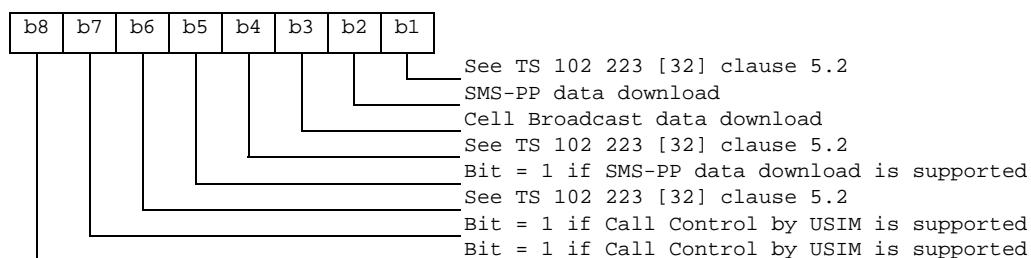 b8 b7 b6 b5 b4 b3 b2 b1
See TS 102 223 [32] clause 5.2
SMS-PP data download
Cell Broadcast data download
See TS 102 223 [32] clause 5.2
Bit = 1 if SMS-PP data download is supported
See TS 102 223 [32] clause 5.2
Bit = 1 if Call Control by USIM is supported
Bit = 1 if Call Control by USIM is supported